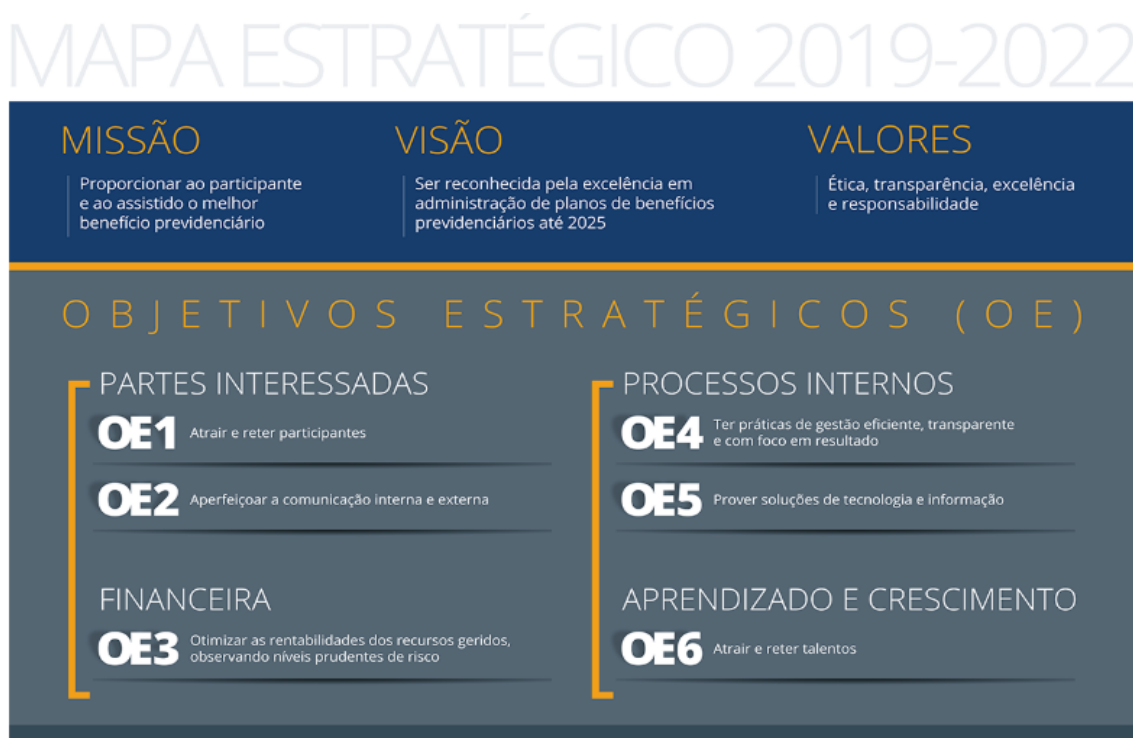 MAPA ESTRATÉGICO 2019-2022
MISSÃO
Proporcionar ao participante
e ao assistido o melhor
benefício previdenciário
VISÃO
Ser reconhecida pela excelência em
administração de planos de benefícios
previdenciários até 2025
VALORES
Ética, transparência, excelência
e responsabilidade
OBJETIVOS ESTRATÉGICOS (OE)
PARTES INTERESSADAS
OE1 Atrair e reter participantes
OE2 Aperfeiçoar a comunicação interna e externa
FINANCEIRA
OE3 Otimizar as rentabilidades dos recursos geridos,
observando níveis prudentes de risco
PROCESSOS INTERNOS
OE4 Ter práticas de gestão eficiente, transparente
e com foco em resultado
OE5 Prover soluções de tecnologia e informação
APRENDIZADO E CRESCIMENTO
OE6 Atrair e reter talentos